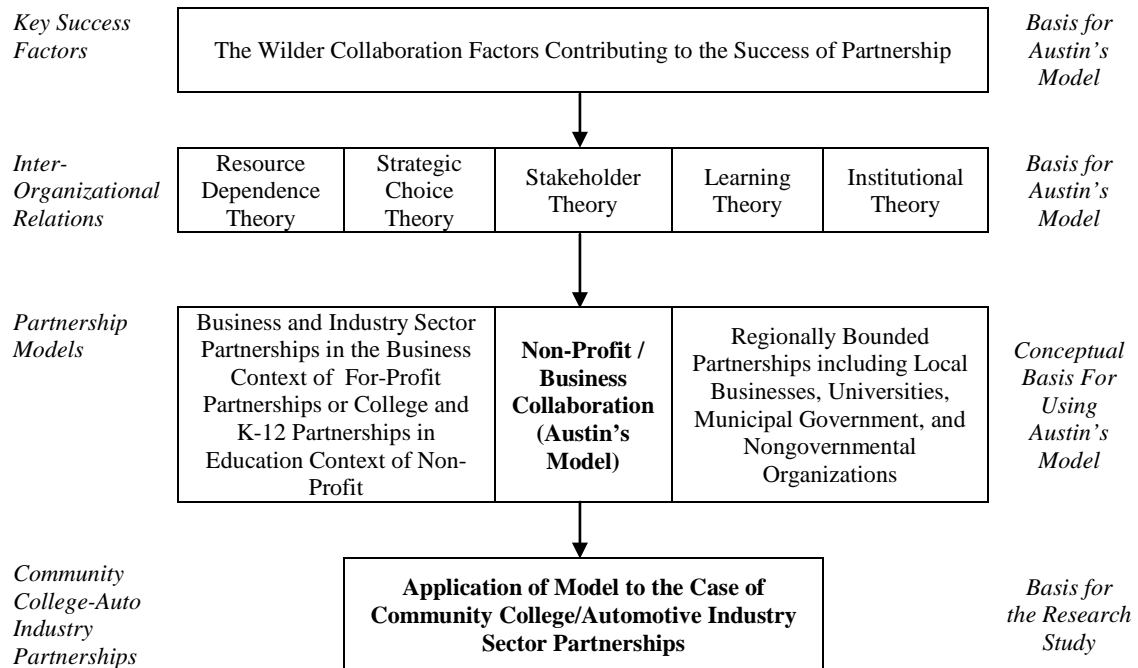 Key Success
Factors
The Wilder Collaboration Factors Contributing to the Success of Partnership
Basis for
Austin’s
Model
Inter-
Organizational
Relations
Resource
Dependence
Theory
Strategic
Choice
Theory
Stakeholder
Theory
Learning
Theory
Institutional
Theory
Basis for
Austin’s
Model
Partnership
Models
Business and Industry Sector
Partnerships in the Business
Context of For-Profit
Partnerships or College and
K-12 Partnerships in
Education Context of Non-
Profit
Non-Profit /
Business
Collaboration
(Austin’s
Model)
Regionally Bounded
Partnerships including Local
Businesses, Universities,
Municipal Government, and
Nongovernmental
Organizations
Conceptual
Basis For
Using
Austin’s
Model
Community
College-Auto
Industry
Partnerships
Application of Model to the Case of
Community College/Automotive Industry
Sector Partnerships
Basis for
the Research
Study